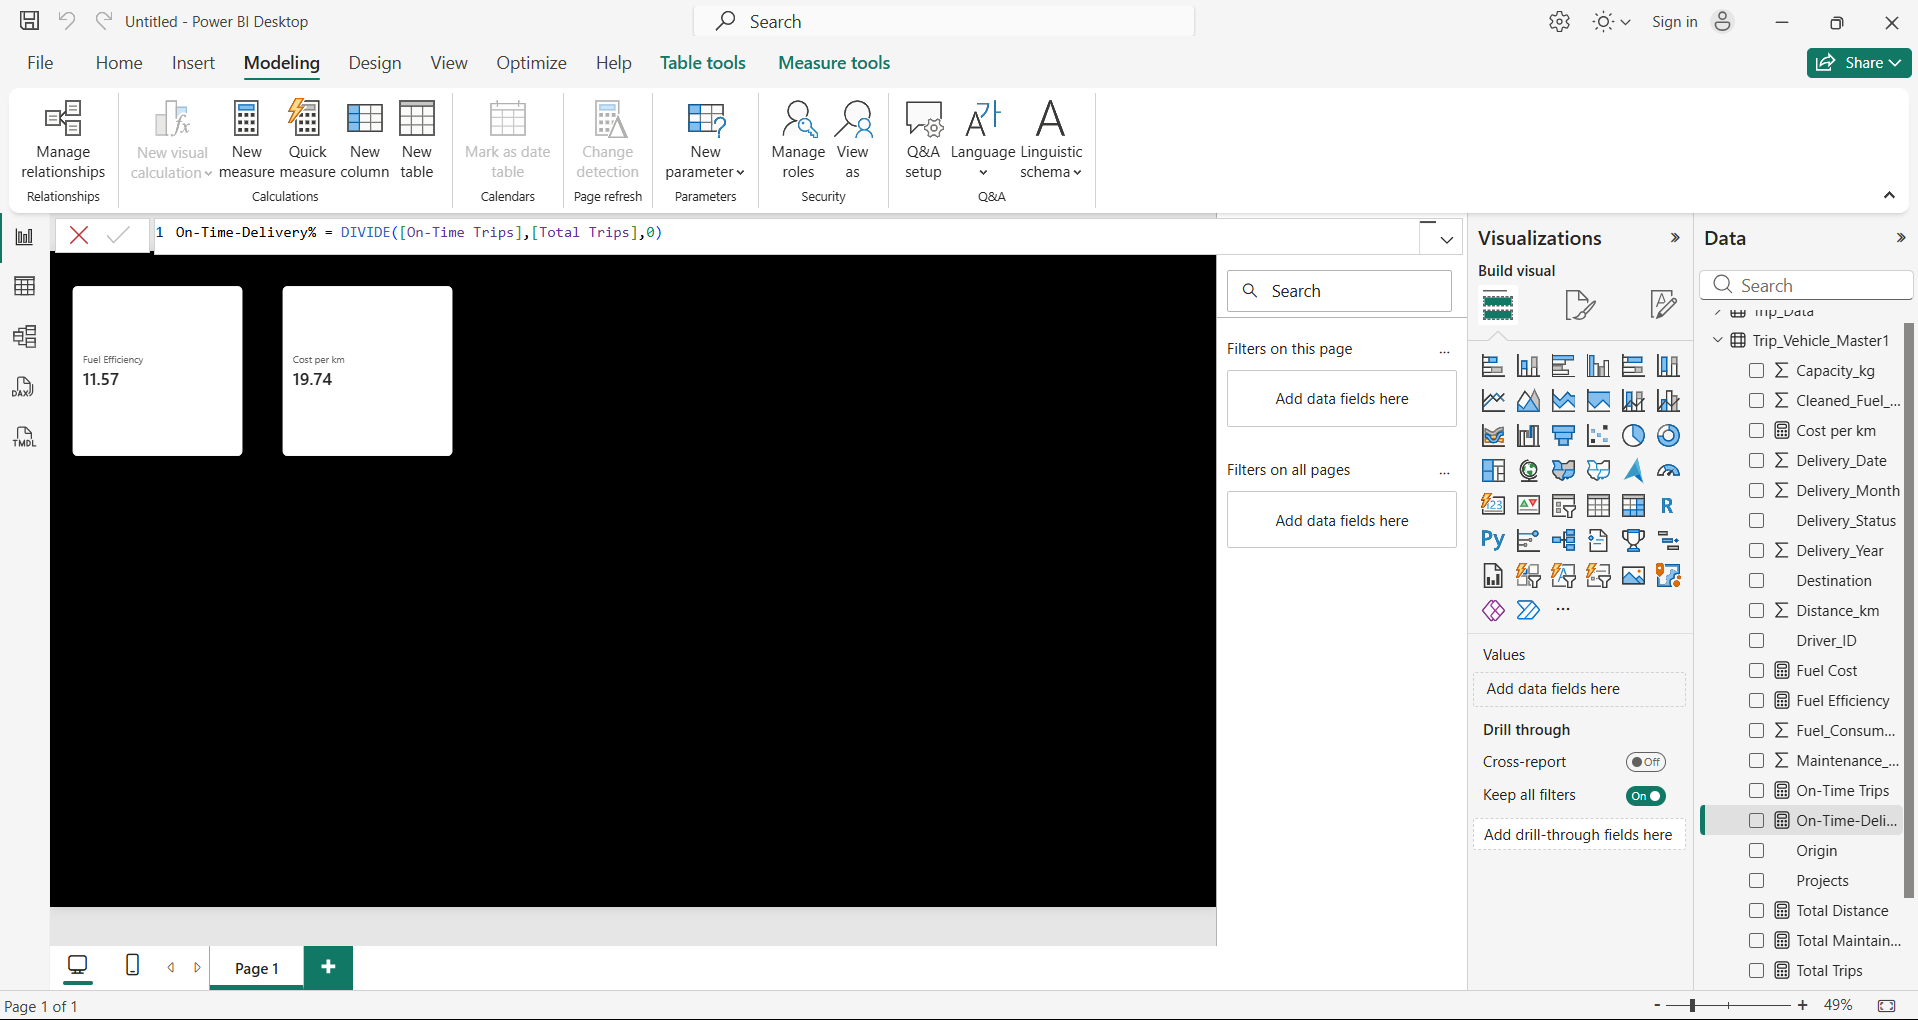 Untitled - Power BI Desktop
Search
Sign in
File Home Insert Modeling Design View Optimize Help Table tools Measure tools
Share
Manage relationships
Relationships
New visual calculation
New measure
Quick measure
New column
New table
Calculations
Mark as date table
Calendars
Change detection
Page refresh
New parameter
Parameters
Manage roles
View as
Security
Q&A setup
Language
Linguistic schema
Q&A
1 On-Time-Delivery% = DIVIDE([On-Time Trips],[Total Trips],0)
DAX
TMDL
Fuel Efficiency
11.57
Cost per km
19.74
Search
Filters on this page ...
Add data fields here
Filters on all pages ...
Add data fields here
Visualizations
Build visual
123
R
Py
...
Values
Add data fields here
Drill through
Cross-report Off
Keep all filters On
Add drill-through fields here
Data
Search
Trip_Data
Trip_Vehicle_Master1
Capacity_kg
Cleaned_Fuel_...
Cost per km
Delivery_Date
Delivery_Month
Delivery_Status
Delivery_Year
Destination
Distance_km
Driver_ID
Fuel Cost
Fuel Efficiency
Fuel_Consum...
Maintenance_...
On-Time Trips
On-Time-Deli...
Origin
Projects
Total Distance
Total Maintain...
Total Trips
Page 1
Page 1 of 1
- + 49%